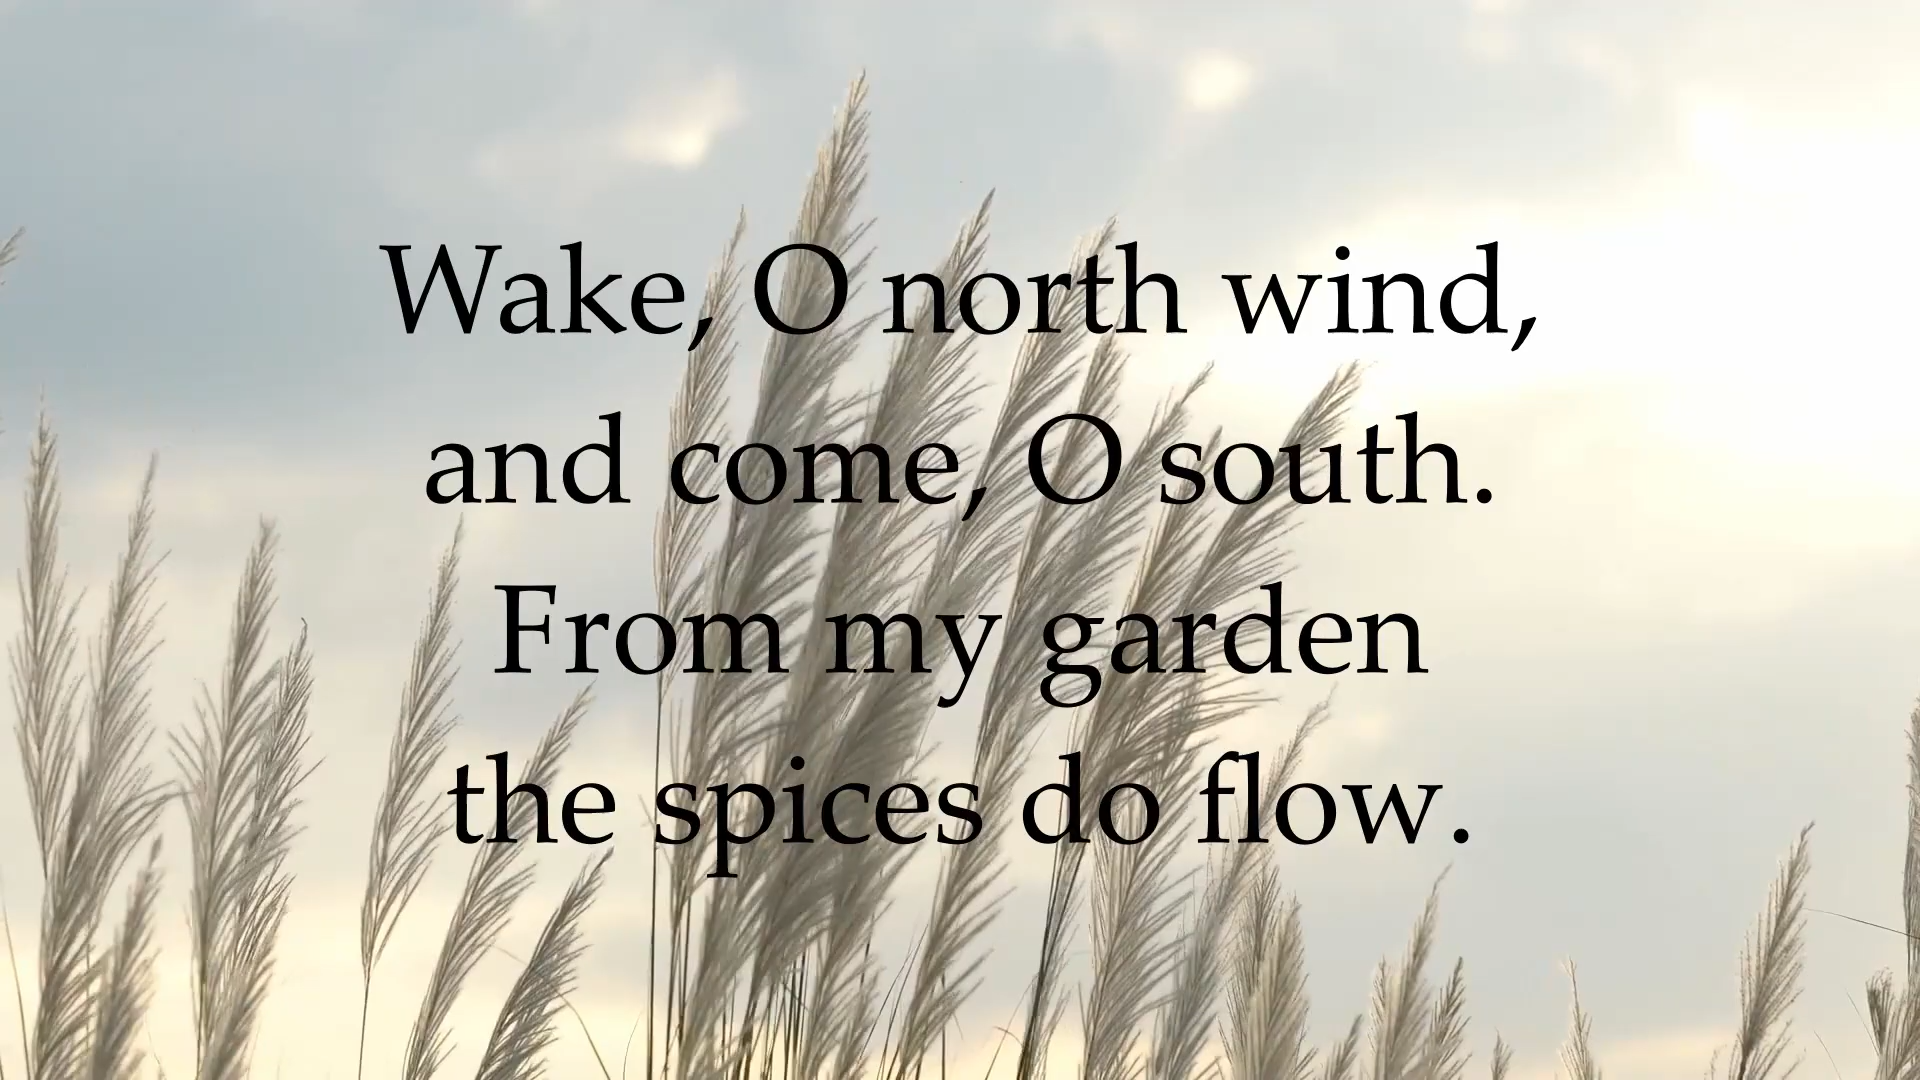 Wake, O north wind,
and come, O south.
From my garden
the spices do flow.